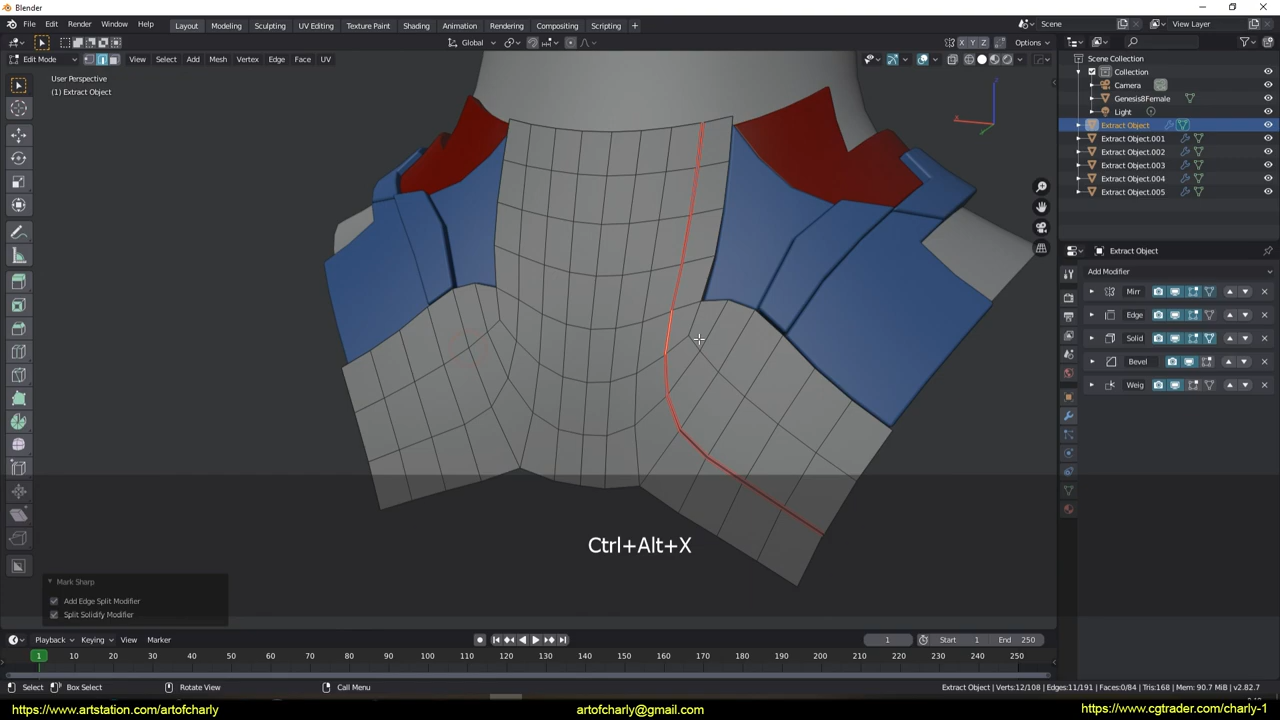 Blender
File Edit Render Window Help Layout Modeling Sculpting UV Editing Texture Paint Shading Animation Rendering Compositing Scripting + Scene View Layer
Global X Y Z Options
Edit Mode View Select Add Mesh Vertex Edge Face UV
User Perspective
(1) Extract Object
Z
Scene Collection
Collection
Camera
Genesis8Female
Light
Extract Object
Extract Object.001
Extract Object.002
Extract Object.003
Extract Object.004
Extract Object.005
Extract Object
Add Modifier
Mirr
Edge
Solid
Bevel
Weig
Ctrl+Alt+X
Mark Sharp
Add Edge Split Modifier
Split Solidify Modifier
Playback Keying View Marker 1 Start 1 End 250
1 10 20 30 40 50 60 70 80 90 100 110 120 130 140 150 160 170 180 190 200 210 220 230 240 250
Select Box Select Rotate View Call Menu Extract Object | Verts:12/108 | Edges:11/191 | Faces:0/84 | Tris:168 | Mem: 90.7 MiB | v2.82.7
https://www.artstation.com/artofcharly artofcharly@gmail.com https://www.cgtrader.com/charly-1